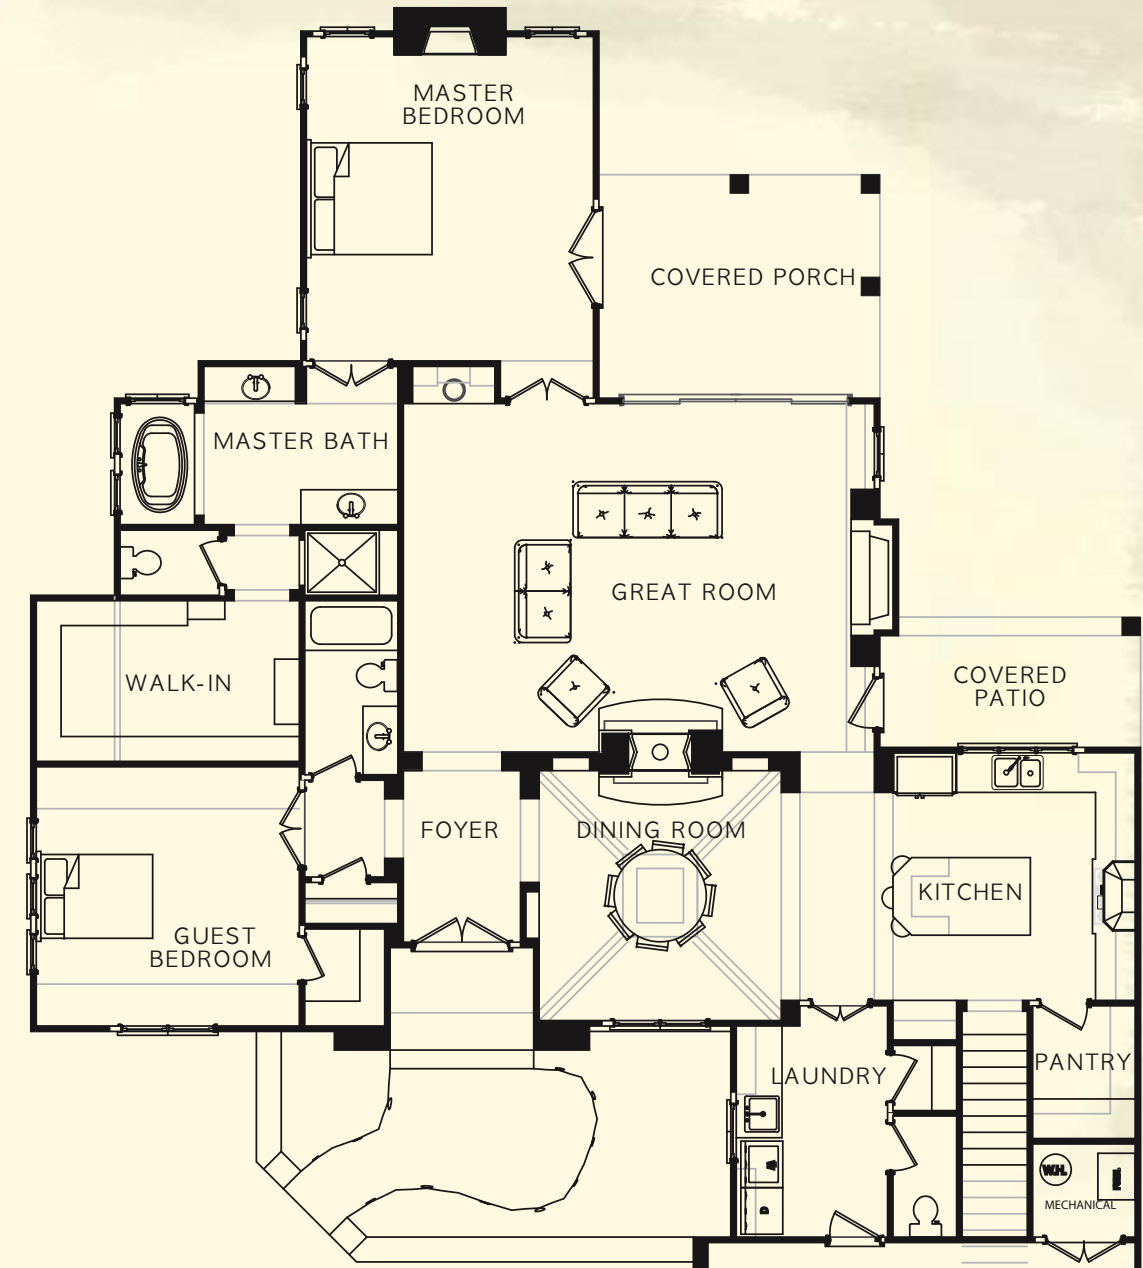 MASTER
BEDROOM
COVERED PORCH
MASTER BATH
GREAT ROOM
WALK-IN
COVERED
PATIO
FOYER
DINING ROOM
KITCHEN
GUEST
BEDROOM
LAUNDRY
PANTRY
W.H.
W
MECHANICAL
D